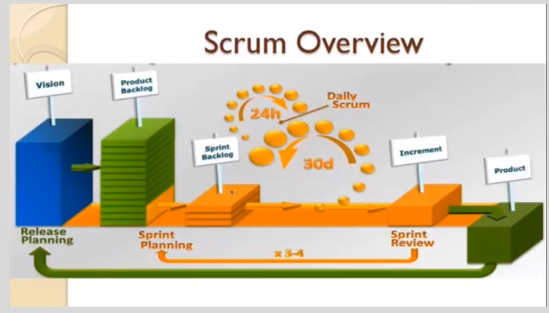 Scrum Overview
Vision
Product
Backlog
24h
Daily
Scrum
Sprint
Backlog
30d
Increment
Product
Release
Planning
Sprint
Planning
x 3-4
Sprint
Review